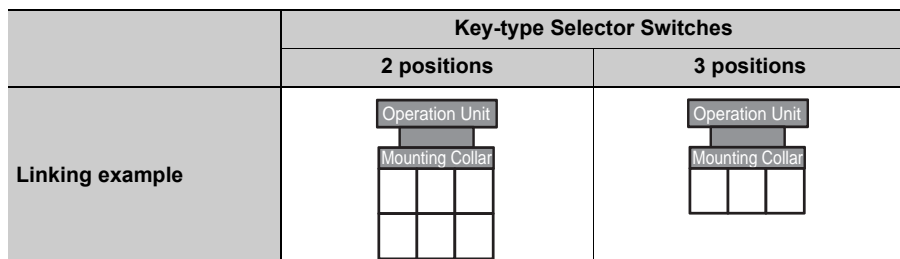 Key-type Selector Switches
2 positions 3 positions
Linking example
Operation Unit Operation Unit
Mounting Collar Mounting Collar